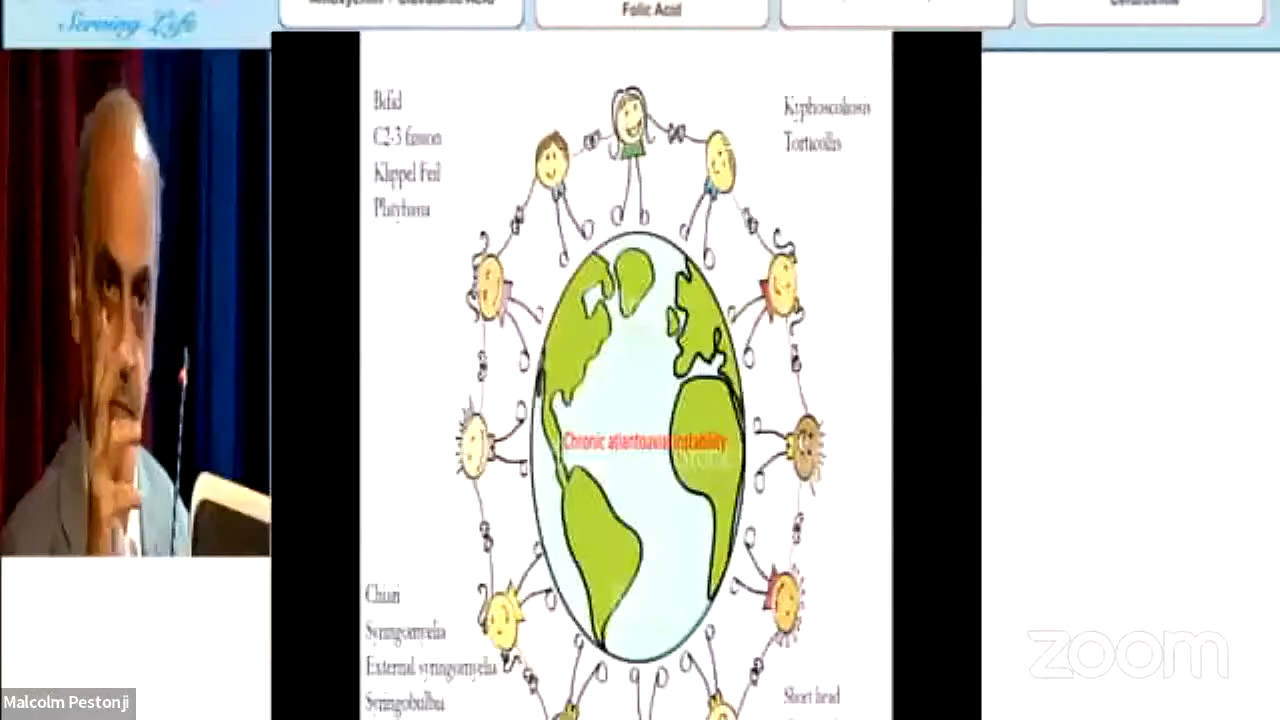 Serving Life
Folic Acid
Bifid
C2-3 fusion
Klippel Feil
Platybasia
Kyphoscoliosis
Torticollis
Chronic atlantoaxial instability
Chiari
Syringomyelia
External syringomyelia
Syringobulbia
Short head
Malcolm Pestonji
zoom